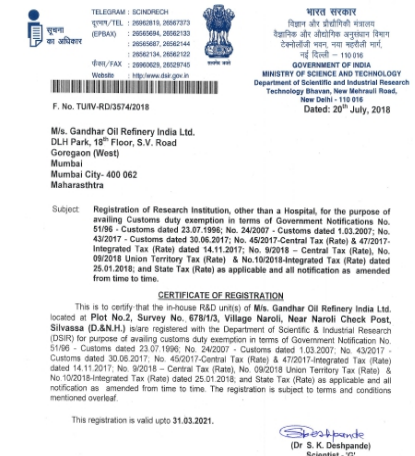 सूचना
का अधिकार
TELEGRAM : SCIENCTECH
दूरभाष/TEL : 26962819, 26567373
(EPBAX) : 26565694, 26562133
26565687, 26562144
26562134, 26562122
फैक्स/FAX : 26960629, 26529745
Website : http://www.dsir.gov.in
सत्यमेव जयते
भारत सरकार
विज्ञान और प्रौद्योगिकी मंत्रालय
वैज्ञानिक और औद्योगिक अनुसंधान विभाग
टेक्नोलॉजी भवन, नया महरौली मार्ग,
नई दिल्ली - 110 016
GOVERNMENT OF INDIA
MINISTRY OF SCIENCE AND TECHNOLOGY
Department of Scientific and Industrial Research
Technology Bhavan, New Mehrauli Road,
New Delhi - 110 016
F. No. TU/IV-RD/3574/2018
Dated: 20th July, 2018
M/s. Gandhar Oil Refinery India Ltd.
DLH Park, 18th Floor, S.V. Road
Goregaon (West)
Mumbai
Mumbai City- 400 062
Maharasthtra
Subject: Registration of Research Institution, other than a Hospital, for the purpose of
availing Customs duty exemption in terms of Government Notifications No.
51/96 - Customs dated 23.07.1996; No. 24/2007 - Customs dated 1.03.2007; No.
43/2017 - Customs dated 30.06.2017; No. 45/2017-Central Tax (Rate) & 47/2017-
Integrated Tax (Rate) dated 14.11.2017; No. 9/2018 – Central Tax, No.
09/2018 Union Territory Tax (Rate) & No.10/2018-Integrated Tax (Rate) dated
25.01.2018; and State Tax (Rate) as applicable and all notification as amended
from time to time.
CERTIFICATE OF REGISTRATION
This is to certify that the in-house R&D unit(s) of M/s. Gandhar Oil Refinery India Ltd.
located at Plot No.2, Survey No. 678/1/3, Village Naroli, Near Naroli Check Post,
Silvassa (D.&N.H.) is/are registered with the Department of Scientific & Industrial Research
(DSIR) for purpose of availing customs duty exemption in terms of Government Notification No.
51/96 - Customs dated 23.07.1996; No. 24/2007 - Customs dated 1.03.2007; No. 43/2017 -
Customs dated 30.06.2017; No. 45/2017-Central Tax (Rate) & 47/2017-Integrated Tax (Rate)
dated 14.11.2017; No. 9/2018 – Central Tax (Rate), No. 09/2018 Union Territory Tax (Rate) &
No.10/2018-Integrated Tax (Rate) dated 25.01.2018; and State Tax (Rate) as applicable and all
notification as amended from time to time. The registration is subject to terms and conditions
mentioned overleaf.
This registration is valid upto 31.03.2021.
SKDeshpande
(Dr S. K. Deshpande)
Scientist - 'G'